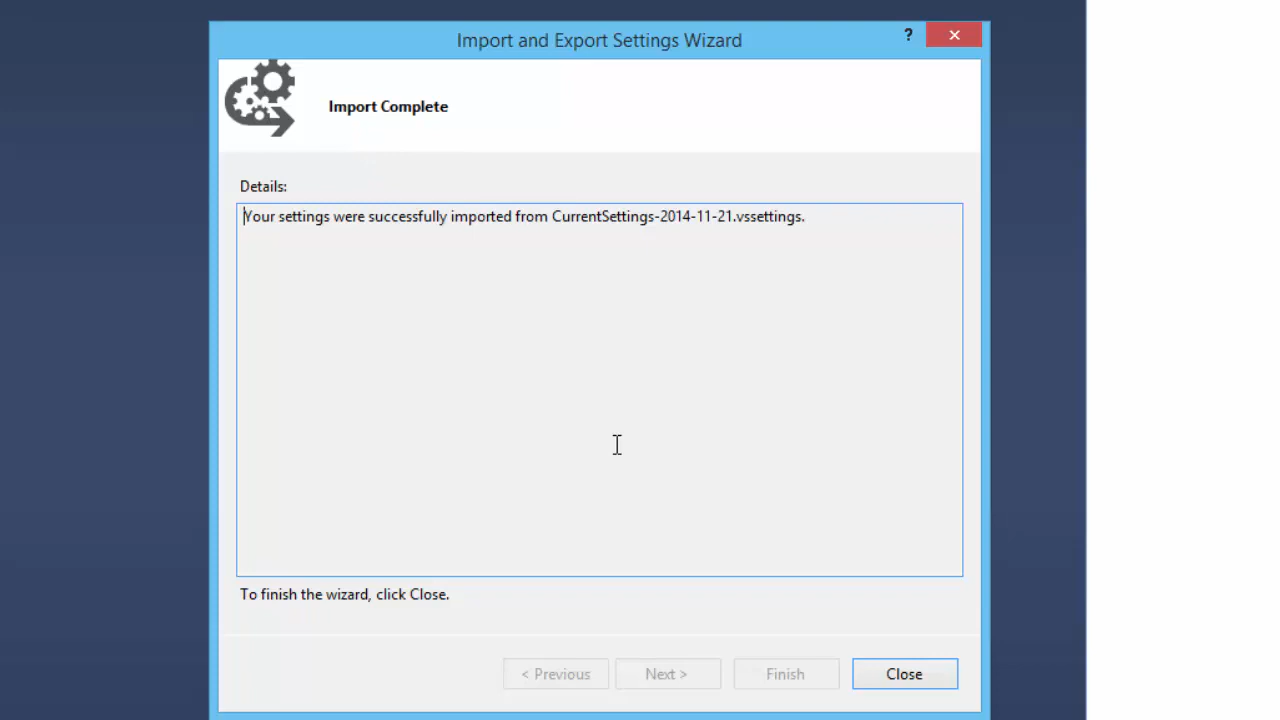 Import and Export Settings Wizard
?
Import Complete
Details:
Your settings were successfully imported from CurrentSettings-2014-11-21.vssettings.
To finish the wizard, click Close.
< Previous Next > Finish Close